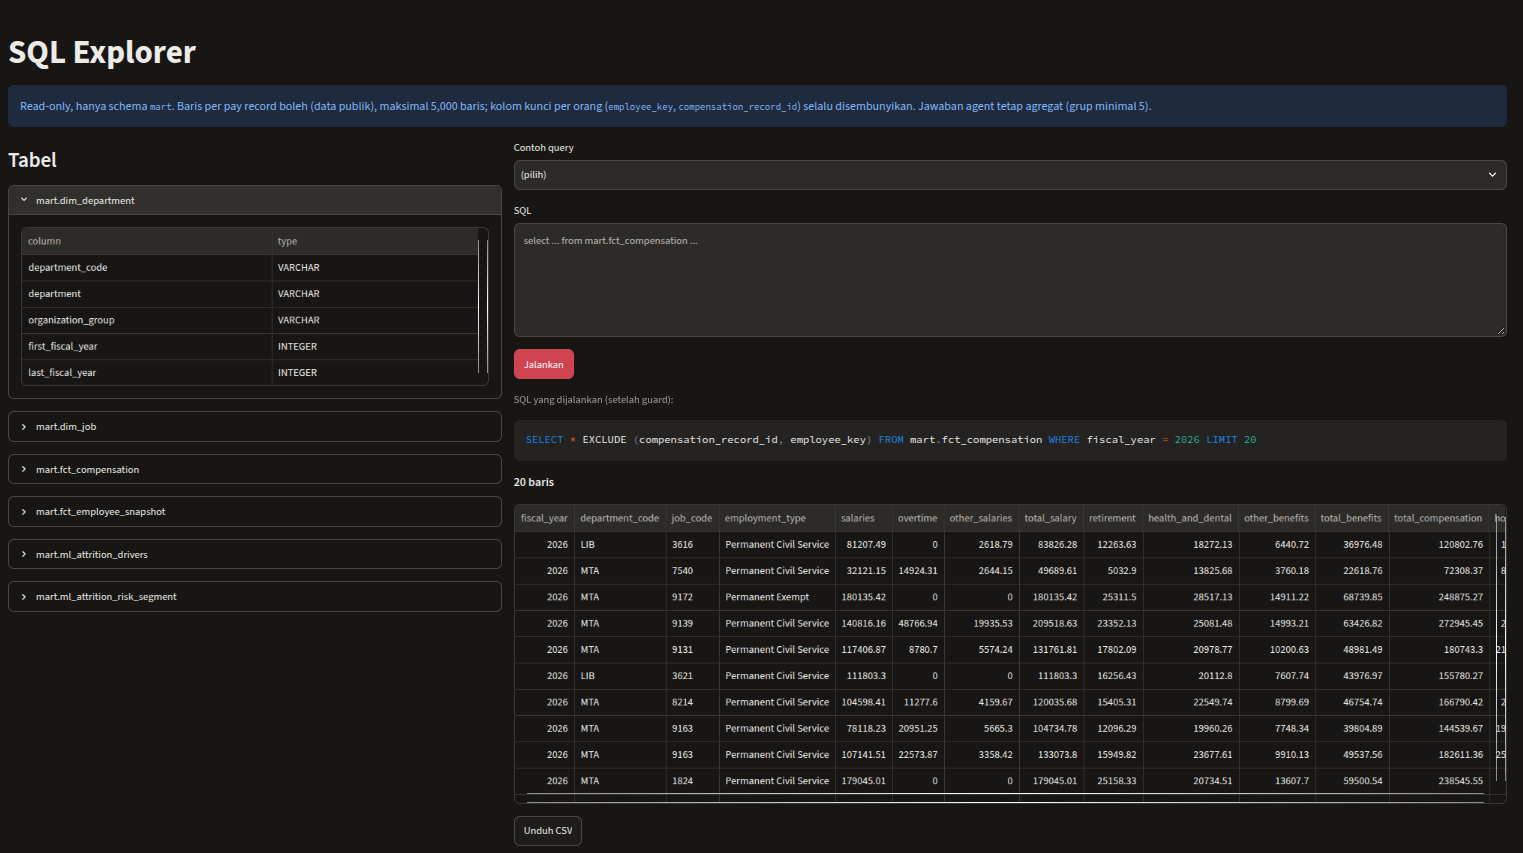 SQL Explorer
Read-only, hanya schema mart. Baris per pay record boleh (data publik), maksimal 5,000 baris; kolom kunci per orang (employee_key, compensation_record_id) selalu disembunyikan. Jawaban agent tetap agregat (grup minimal 5).
Tabel
mart.dim_department
column type
department_code VARCHAR
department VARCHAR
organization_group VARCHAR
first_fiscal_year INTEGER
last_fiscal_year INTEGER
mart.dim_job
mart.fct_compensation
mart.fct_employee_snapshot
mart.ml_attrition_drivers
mart.ml_attrition_risk_segment
Contoh query
(pilih)
SQL
select ... from mart.fct_compensation ...
Jalankan
SQL yang dijalankan (setelah guard):
SELECT * EXCLUDE (compensation_record_id, employee_key) FROM mart.fct_compensation WHERE fiscal_year = 2026 LIMIT 20
20 baris
fiscal_year department_code job_code employment_type salaries overtime other_salaries total_salary retirement health_and_dental other_benefits total_benefits total_compensation ho
2026 LIB 3616 Permanent Civil Service 81207.49 0 2618.79 83826.28 12263.63 18272.13 6440.72 36976.48 120802.76 1
2026 MTA 7540 Permanent Civil Service 32121.15 14924.31 2644.15 49689.61 5032.9 13825.68 3760.18 22618.76 72308.37 8
2026 MTA 9172 Permanent Exempt 180135.42 0 0 180135.42 25311.5 28517.13 14911.22 68739.85 248875.27
2026 MTA 9139 Permanent Civil Service 140816.16 48766.94 19935.53 209518.63 23352.13 25081.48 14993.21 63426.82 272945.45 2
2026 MTA 9131 Permanent Civil Service 117406.87 8780.7 5574.24 131761.81 17802.09 20978.77 10200.63 48981.49 180743.3 21
2026 LIB 3621 Permanent Civil Service 111803.3 0 0 111803.3 16256.43 20112.8 7607.74 43976.97 155780.27
2026 MTA 8214 Permanent Civil Service 104598.41 11277.6 4159.67 120035.68 15405.31 22549.74 8799.69 46754.74 166790.42 2
2026 MTA 9163 Permanent Civil Service 78118.23 20951.25 5665.3 104734.78 12096.29 19960.26 7748.34 39804.89 144539.67 19
2026 MTA 9163 Permanent Civil Service 107141.51 22573.87 3358.42 133073.8 15949.82 23677.61 9910.13 49537.56 182611.36 25
2026 MTA 1824 Permanent Civil Service 179045.01 0 0 179045.01 25158.33 20734.51 13607.7 59500.54 238545.55
Unduh CSV